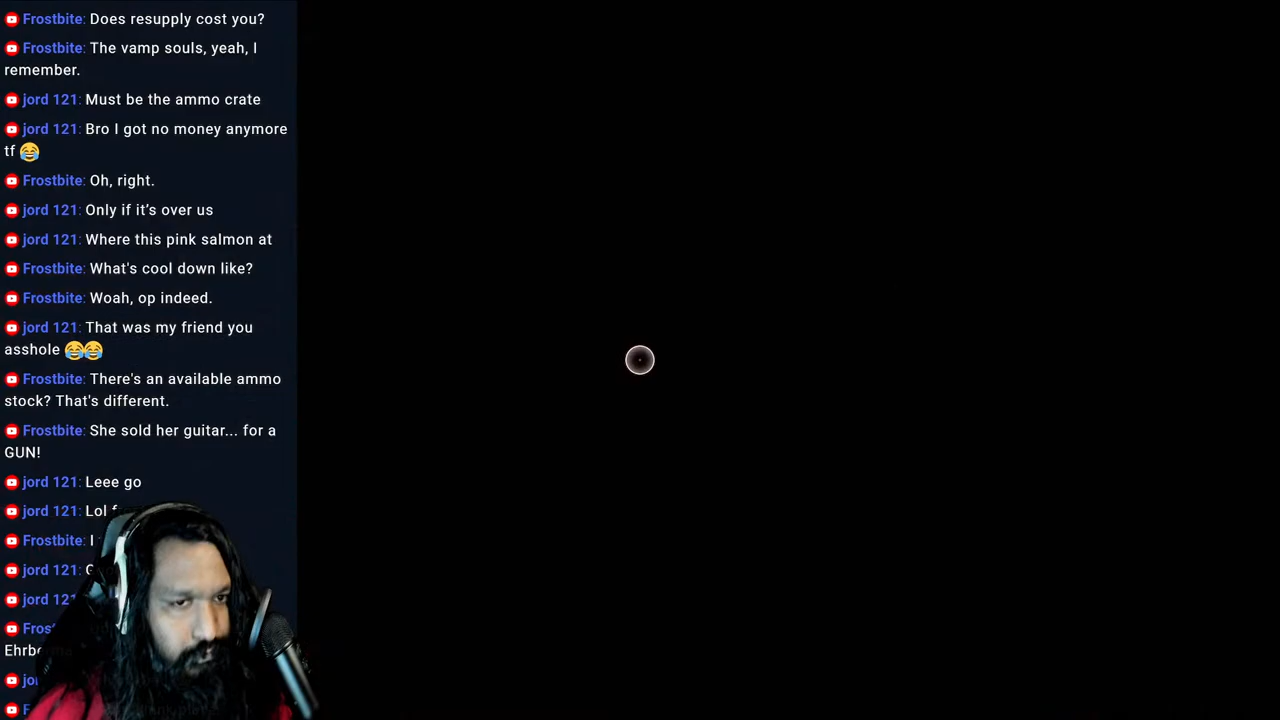 Frostbite: Does resupply cost you?
Frostbite: The vamp souls, yeah, I
remember.
jord 121: Must be the ammo crate
jord 121: Bro I got no money anymore
tf 😂
Frostbite: Oh, right.
jord 121: Only if it’s over us
jord 121: Where this pink salmon at
Frostbite: What's cool down like?
Frostbite: Woah, op indeed.
jord 121: That was my friend you
asshole 😂😂
Frostbite: There's an available ammo
stock? That's different.
Frostbite: She sold her guitar... for a
GUN!
jord 121: Leee go
jord 121: Lol
Frostbite: I
jord 121:
jord 121